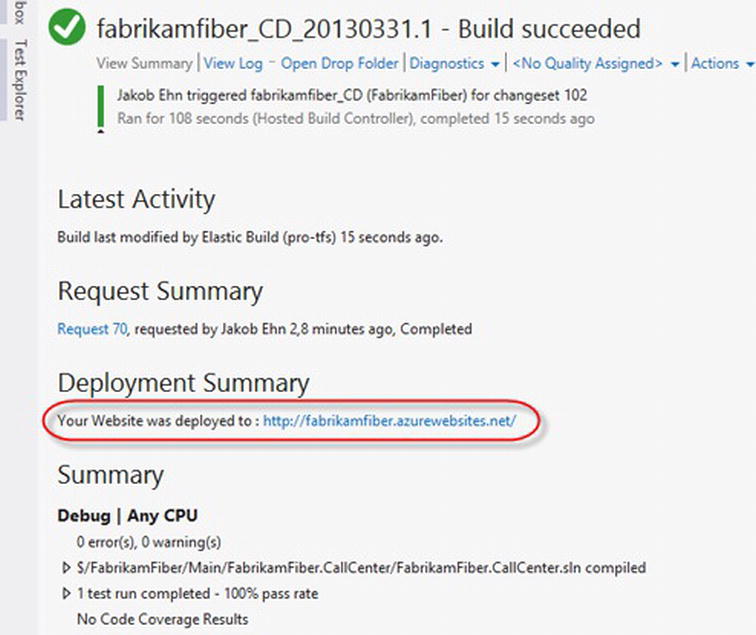 box
Test Explorer
fabrikamfiber_CD_20130331.1 - Build succeeded
View Summary | View Log - Open Drop Folder | Diagnostics | <No Quality Assigned> | Actions
Jakob Ehn triggered fabrikamfiber_CD (FabrikamFiber) for changeset 102
Ran for 108 seconds (Hosted Build Controller), completed 15 seconds ago
Latest Activity
Build last modified by Elastic Build (pro-tfs) 15 seconds ago.
Request Summary
Request 70, requested by Jakob Ehn 2,8 minutes ago, Completed
Deployment Summary
Your Website was deployed to : http://fabrikamfiber.azurewebsites.net/
Summary
Debug | Any CPU
0 error(s), 0 warning(s)
$/FabrikamFiber/Main/FabrikamFiber.CallCenter/FabrikamFiber.CallCenter.sln compiled
1 test run completed - 100% pass rate
No Code Coverage Results